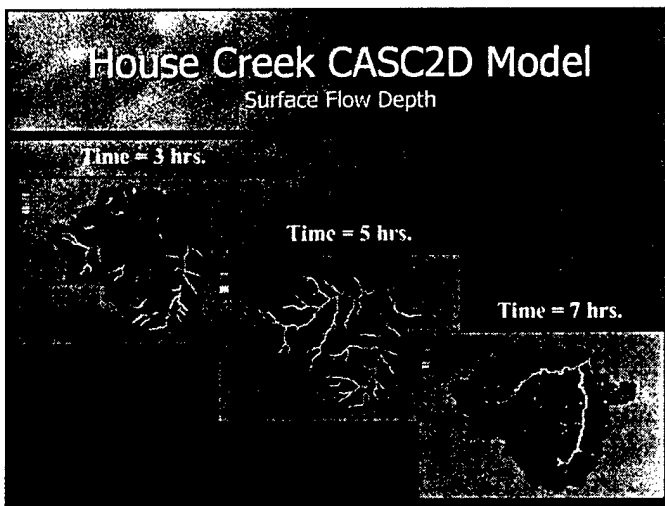 House Creek CASC2D Model
Surface Flow Depth
Time = 3 hrs.
Time = 5 hrs.
Time = 7 hrs.